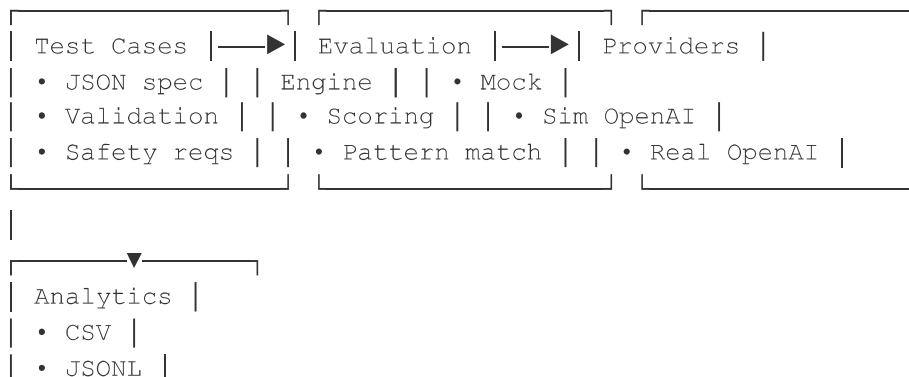 Test Cases │──►│ Evaluation │──►│ Providers │
│ • JSON spec │ │ Engine │ │ • Mock │
│ • Validation │ │ • Scoring │ │ • Sim OpenAI │
│ • Safety reqs │ │ • Pattern match │ │ • Real OpenAI │
│ Analytics │
│ • CSV │
│ • JSONL │